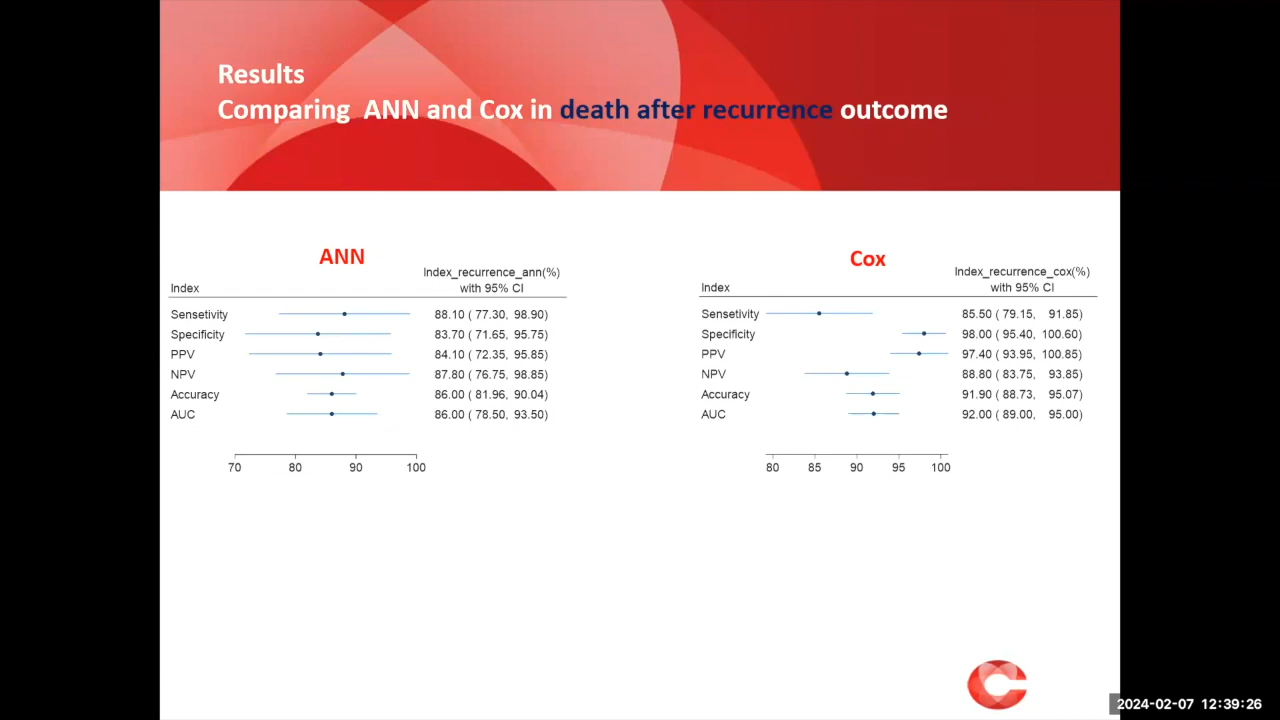 Results
Comparing ANN and Cox in death after recurrence outcome
ANN
Index_recurrence_ann(%)
Index with 95% CI
Sensetivity 88.10 ( 77.30, 98.90)
Specificity 83.70 ( 71.65, 95.75)
PPV 84.10 ( 72.35, 95.85)
NPV 87.80 ( 76.75, 98.85)
Accuracy 86.00 ( 81.96, 90.04)
AUC 86.00 ( 78.50, 93.50)
70 80 90 100
Cox
Index_recurrence_cox(%)
Index with 95% CI
Sensetivity 85.50 ( 79.15, 91.85)
Specificity 98.00 ( 95.40, 100.60)
PPV 97.40 ( 93.95, 100.85)
NPV 88.80 ( 83.75, 93.85)
Accuracy 91.90 ( 88.73, 95.07)
AUC 92.00 ( 89.00, 95.00)
80 85 90 95 100
2024-02-07 12:39:26